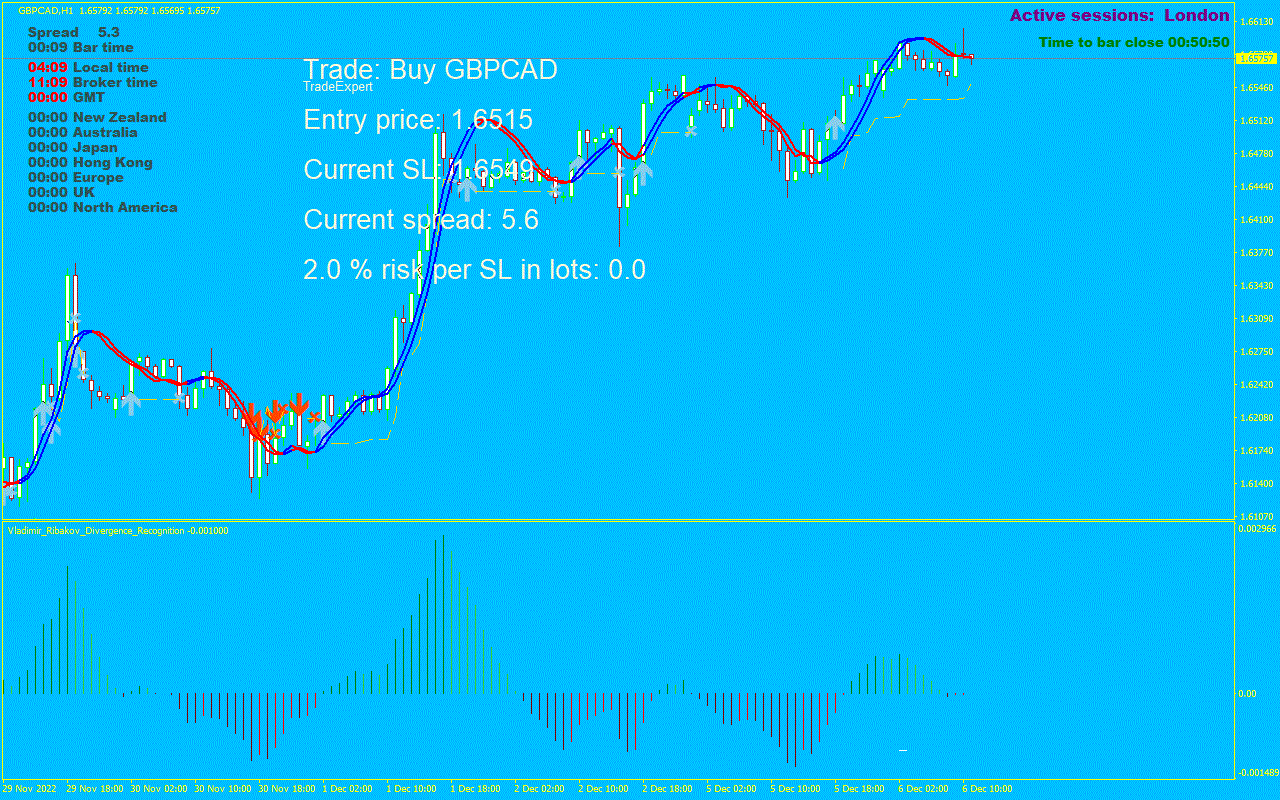 GBPCAD,H1 1.65792 1.65792 1.65695 1.65757
Active sessions: London
Time to bar close 00:50:50
Spread 5.3
00:09 Bar time
04:09 Local time
11:09 Broker time
00:00 GMT
00:00 New Zealand
00:00 Australia
00:00 Japan
00:00 Hong Kong
00:00 Europe
00:00 UK
00:00 North America
Trade: Buy GBPCAD
TradeExpert
Entry price: 1.6515
Current SL: 1.6549
Current spread: 5.6
2.0 % risk per SL in lots: 0.0
1.66130
1.65757
1.65460
1.65120
1.64780
1.64440
1.64100
1.63770
1.63430
1.63090
1.62750
1.62420
1.62080
1.61740
1.61400
1.61070
Vladimir_Ribakov_Divergence_Recognition -0.001000
0.002966
0.00
-0.001489
29 Nov 2022 29 Nov 18:00 30 Nov 02:00 30 Nov 10:00 30 Nov 18:00 1 Dec 02:00 1 Dec 10:00 1 Dec 18:00 2 Dec 02:00 2 Dec 10:00 2 Dec 18:00 5 Dec 02:00 5 Dec 10:00 5 Dec 18:00 6 Dec 02:00 6 Dec 10:00